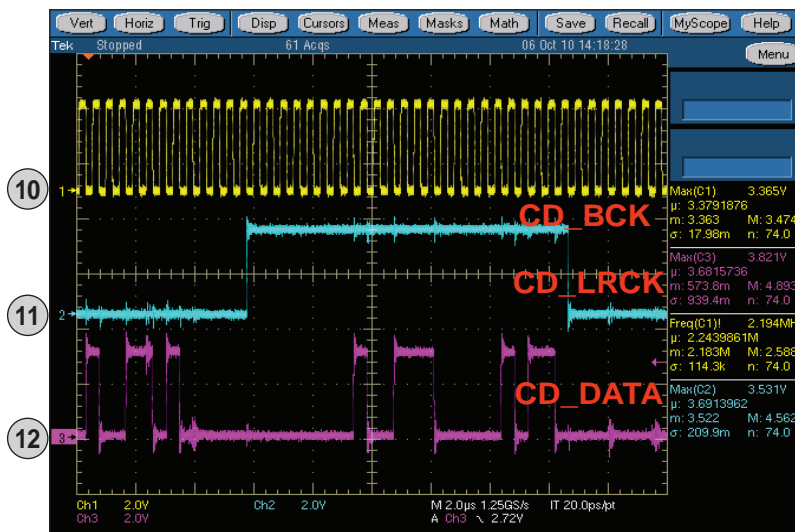 Vert Horiz Trig Disp Cursors Meas Masks Math Save Recall MyScope Help
Tek Stopped 61 Acqs 06 Oct 10 14:18:28
Menu
10
1
Max(C1) 3.365V
µ: 3.3791876
m: 3.363 M: 3.474
σ: 17.98m n: 74.0
CD_BCK
Max(C3) 3.821V
µ: 3.6815736
m: 573.8m M: 4.893
σ: 939.4m n: 74.0
CD_LRCK
11
2
Freq(C1)! 2.194MH
µ: 2.2439861M
m: 2.183M M: 2.588
σ: 114.3k n: 74.0
CD_DATA
Max(C2) 3.531V
µ: 3.6913962
m: 3.522 M: 4.562
σ: 209.9m n: 74.0
12
3
Ch1 2.0V Ch2 2.0V M 2.0µs 1.25GS/s IT 20.0ps/pt
Ch3 2.0V A Ch3 2.72V